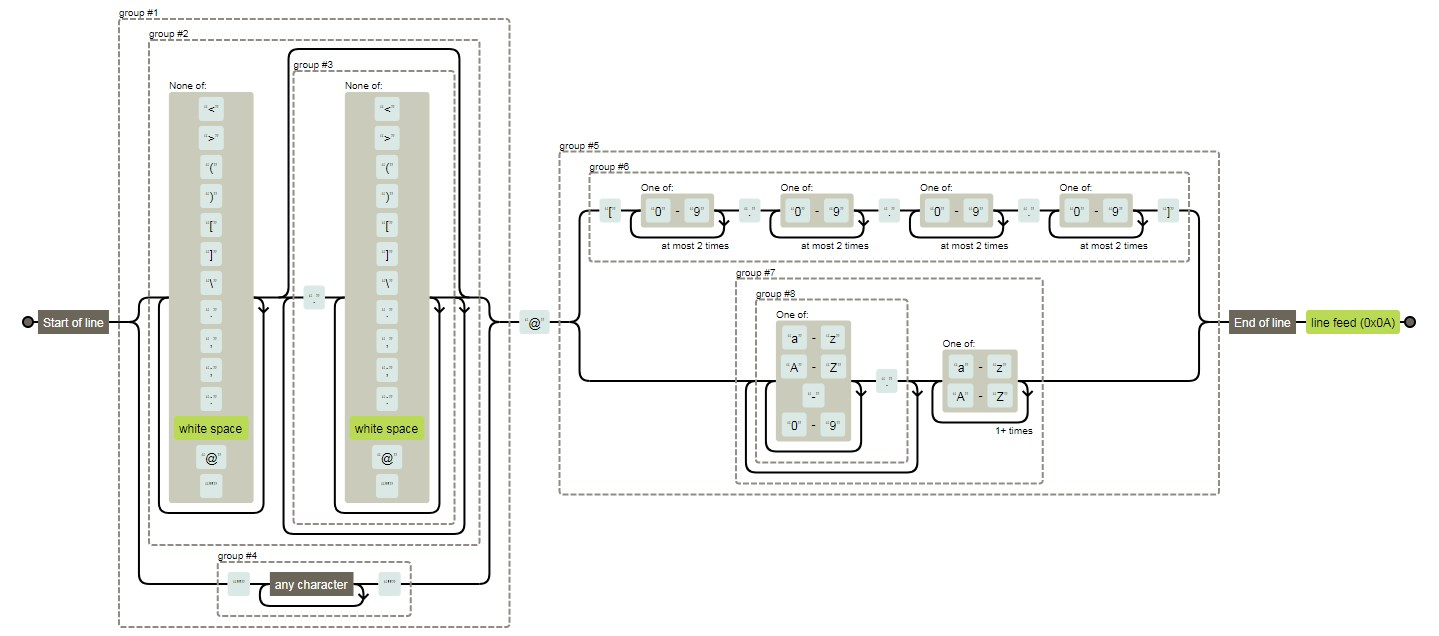 group #1
group #2
None of:
“<”
“>”
“(”
“)”
“[”
“]”
“\”
“.”
“,”
“;”
“:”
white space
“@”
“"”
group #3
“.”
None of:
“<”
“>”
“(”
“)”
“[”
“]”
“\”
“.”
“,”
“;”
“:”
white space
“@”
“"”
Start of line
group #4
“"” any character “"”
“@”
group #5
group #6
One of: One of: One of: One of:
“[” “0” - “9” “.” “0” - “9” “.” “0” - “9” “.” “0” - “9” “]”
at most 2 times at most 2 times at most 2 times at most 2 times
group #7
group #8
One of:
“a” - “z”
“A” - “Z”
“-”
“0” - “9”
“.”
One of:
“a” - “z”
“A” - “Z”
1+ times
End of line
line feed (0x0A)